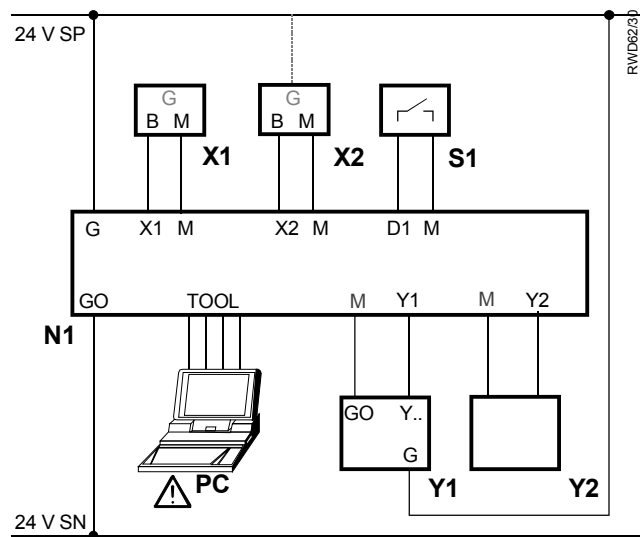 24 V SP
RWD62/30
G
G
B M
B M
X1
X2
S1
G X1 M X2 M D1 M
GO TOOL M Y1 M Y2
N1
GO Y..
G
PC
Y1
Y2
24 V SN